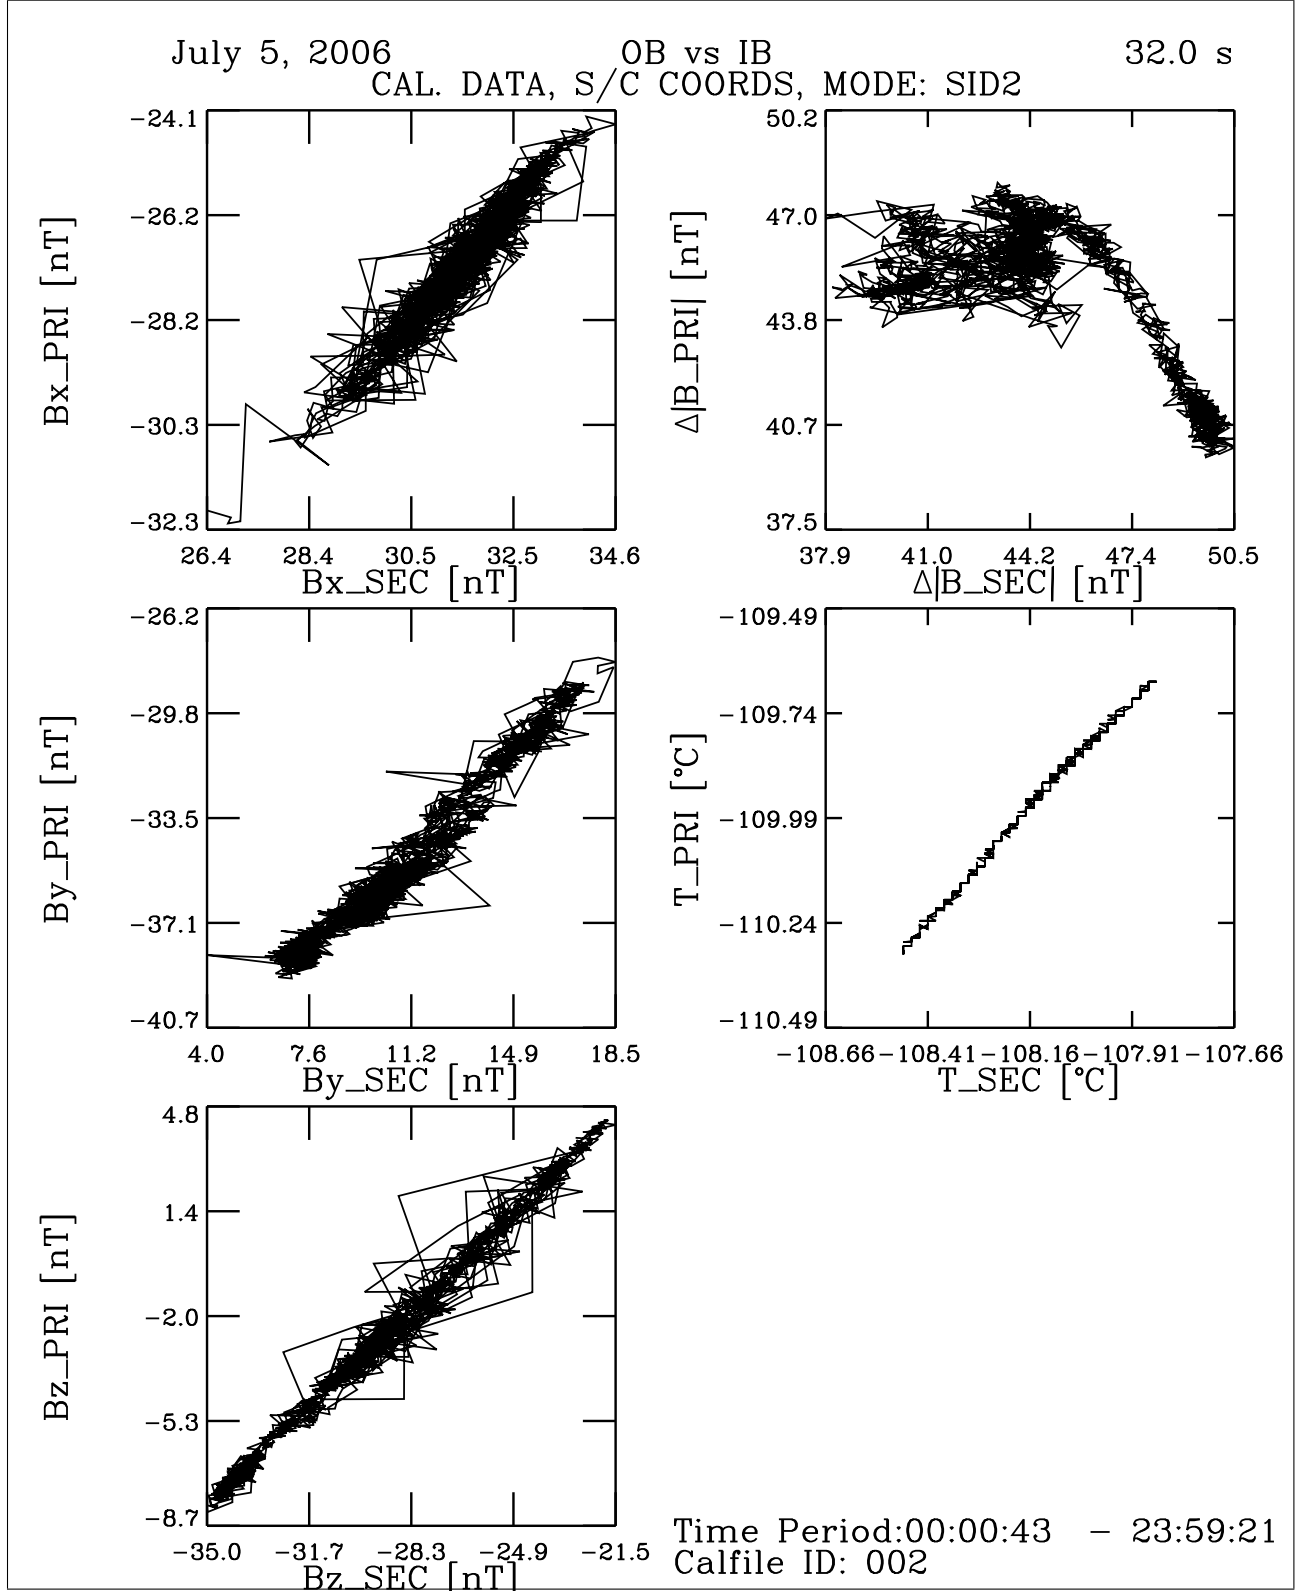 July 5, 2006 OB vs IB 32.0 s
CAL. DATA, S/C COORDS, MODE: SID2
-24.1
-26.2
-28.2
-30.3
-32.3
Bx_PRI [nT]
26.4 28.4 30.5 32.5 34.6
Bx_SEC [nT]
50.2
47.0
43.8
40.7
37.5
Δ|B_PRI| [nT]
37.9 41.0 44.2 47.4 50.5
Δ|B_SEC| [nT]
-26.2
-29.8
-33.5
-37.1
-40.7
By_PRI [nT]
4.0 7.6 11.2 14.9 18.5
By_SEC [nT]
-109.49
-109.74
-109.99
-110.24
-110.49
T_PRI [°C]
-108.66 -108.41 -108.16 -107.91 -107.66
T_SEC [°C]
4.8
1.4
-2.0
-5.3
-8.7
Bz_PRI [nT]
-35.0 -31.7 -28.3 -24.9 -21.5
Bz_SEC [nT]
Time Period:00:00:43 - 23:59:21
Calfile ID: 002